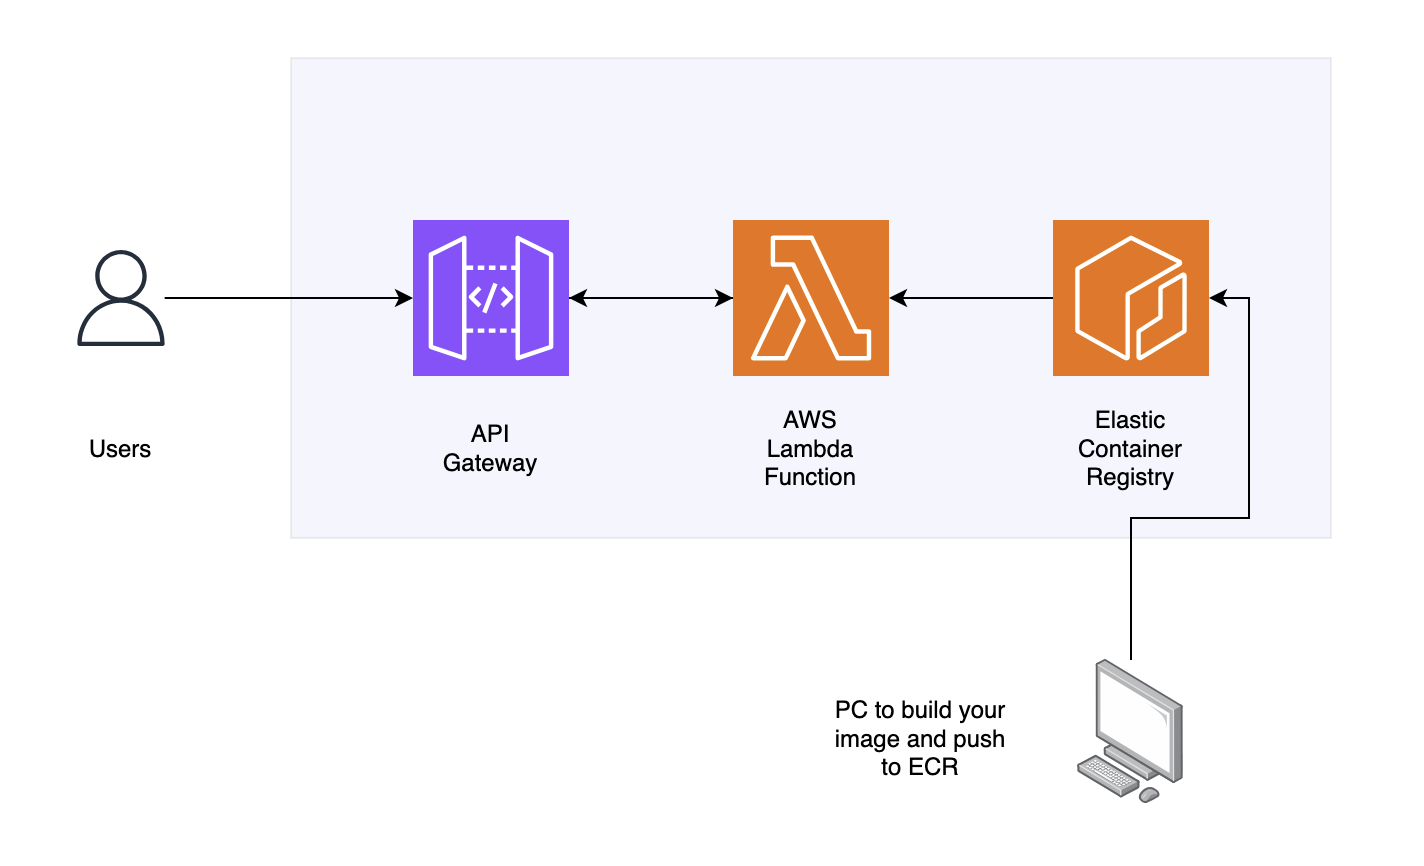 Users
API
Gateway
AWS
Lambda
Function
Elastic
Container
Registry
PC to build your
image and push
to ECR